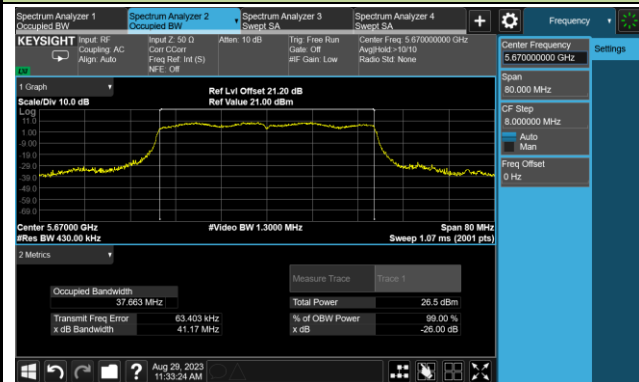 Spectrum Analyzer 1
Occupied BW
Spectrum Analyzer 2
Occupied BW
Spectrum Analyzer 3
Swept SA
Spectrum Analyzer 4
Swept SA
Frequency
KEYSIGHT
Input: RF
Coupling: AC
Align: Auto
Input Z: 50 Ω
Corr CCorr
Freq Ref: Int (S)
NFE: Off
Atten: 10 dB
Trig: Free Run
Gate: Off
#IF Gain: Low
Center Freq: 5.670000000 GHz
Avg|Hold:>10/10
Radio Std: None
Center Frequency
5.670000000 GHz
Settings
Span
80.000 MHz
CF Step
8.000000 MHz
Auto
Man
Freq Offset
0 Hz
1 Graph
Scale/Div 10.0 dB
Ref Lvl Offset 21.20 dB
Ref Value 21.00 dBm
Log
11.0
1.00
-9.00
-19.0
-29.0
-39.0
-49.0
-59.0
-69.0
Center 5.67000 GHz
#Res BW 430.00 kHz
#Video BW 1.3000 MHz
Span 80 MHz
Sweep 1.07 ms (2001 pts)
2 Metrics
Measure Trace
Trace 1
Occupied Bandwidth
37.663 MHz
Total Power
26.5 dBm
Transmit Freq Error
63.403 kHz
% of OBW Power
99.00 %
x dB Bandwidth
41.17 MHz
x dB
-26.00 dB
?
Aug 29, 2023
11:33:24 AM